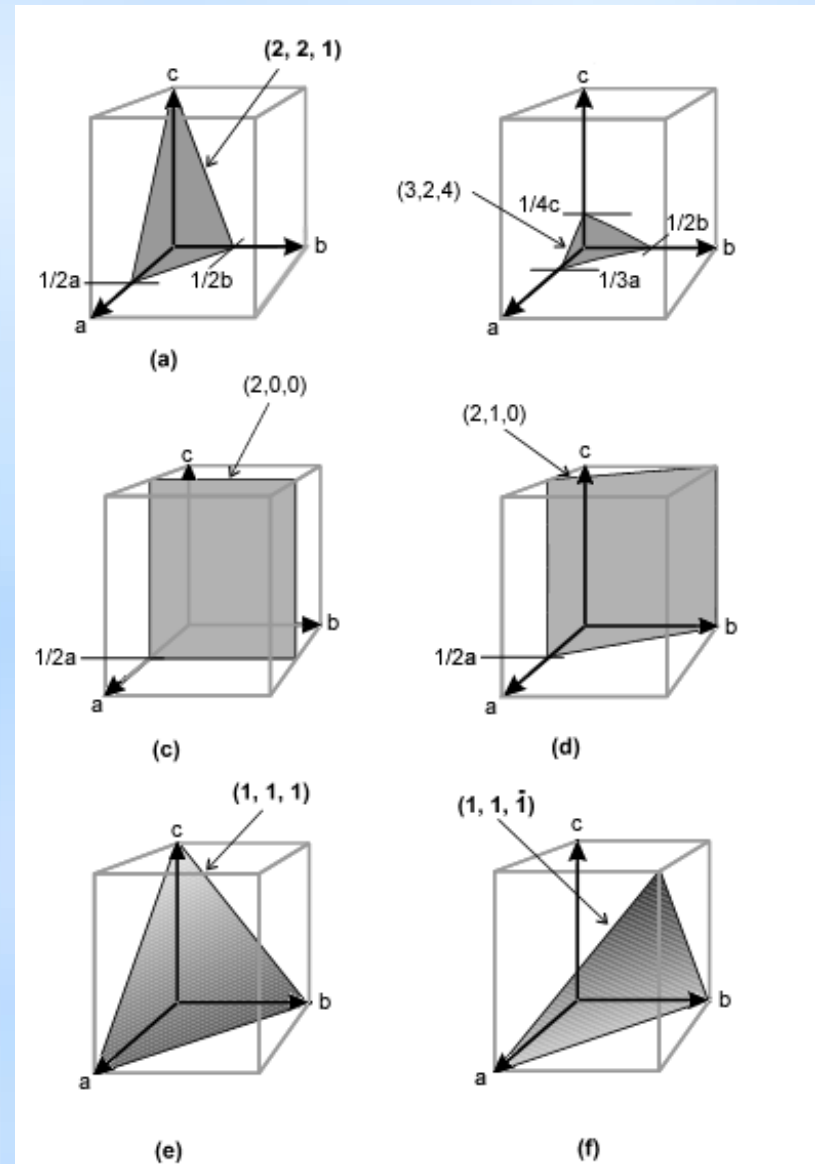 (2, 2, 1)
c
b
1/2a
1/2b
a
(a)
c
(3,2,4)
1/4c
1/2b
b
1/3a
a
(2,0,0)
c
b
1/2a
a
(c)
(2,1,0)
c
b
1/2a
a
(d)
(1, 1, 1)
c
b
a
(e)
(1, 1, 1̄)
c
b
a
(f)